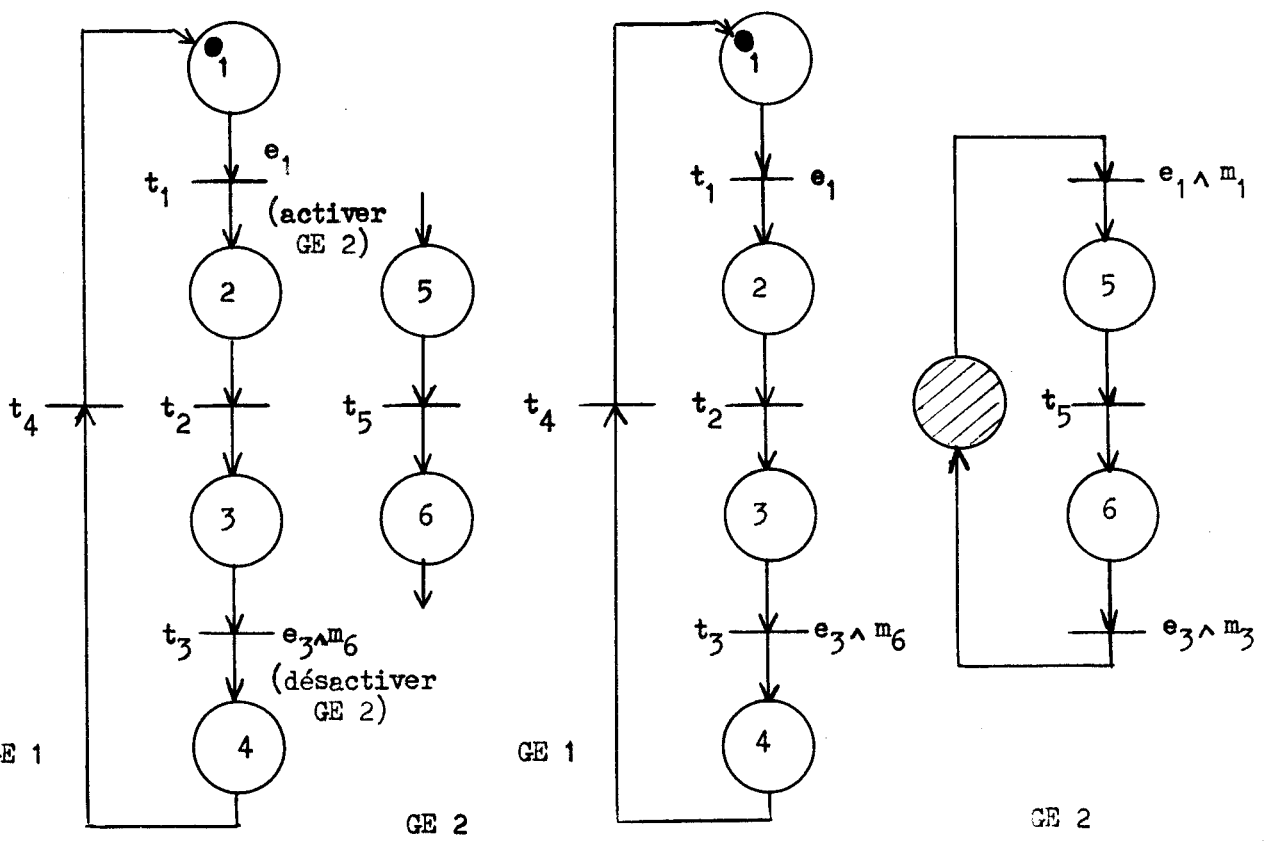 1
e₁
t₁
(activer
GE 2)
2
5
t₄
t₂
t₅
3
6
t₃
e₃∧m₆
(désactiver
GE 2)
4
E 1
GE 2
1
t₁
e₁
2
t₄
t₂
3
t₃
e₃∧m₆
4
GE 1
e₁∧m₁
5
t₅
6
e₃∧m₃
GE 2